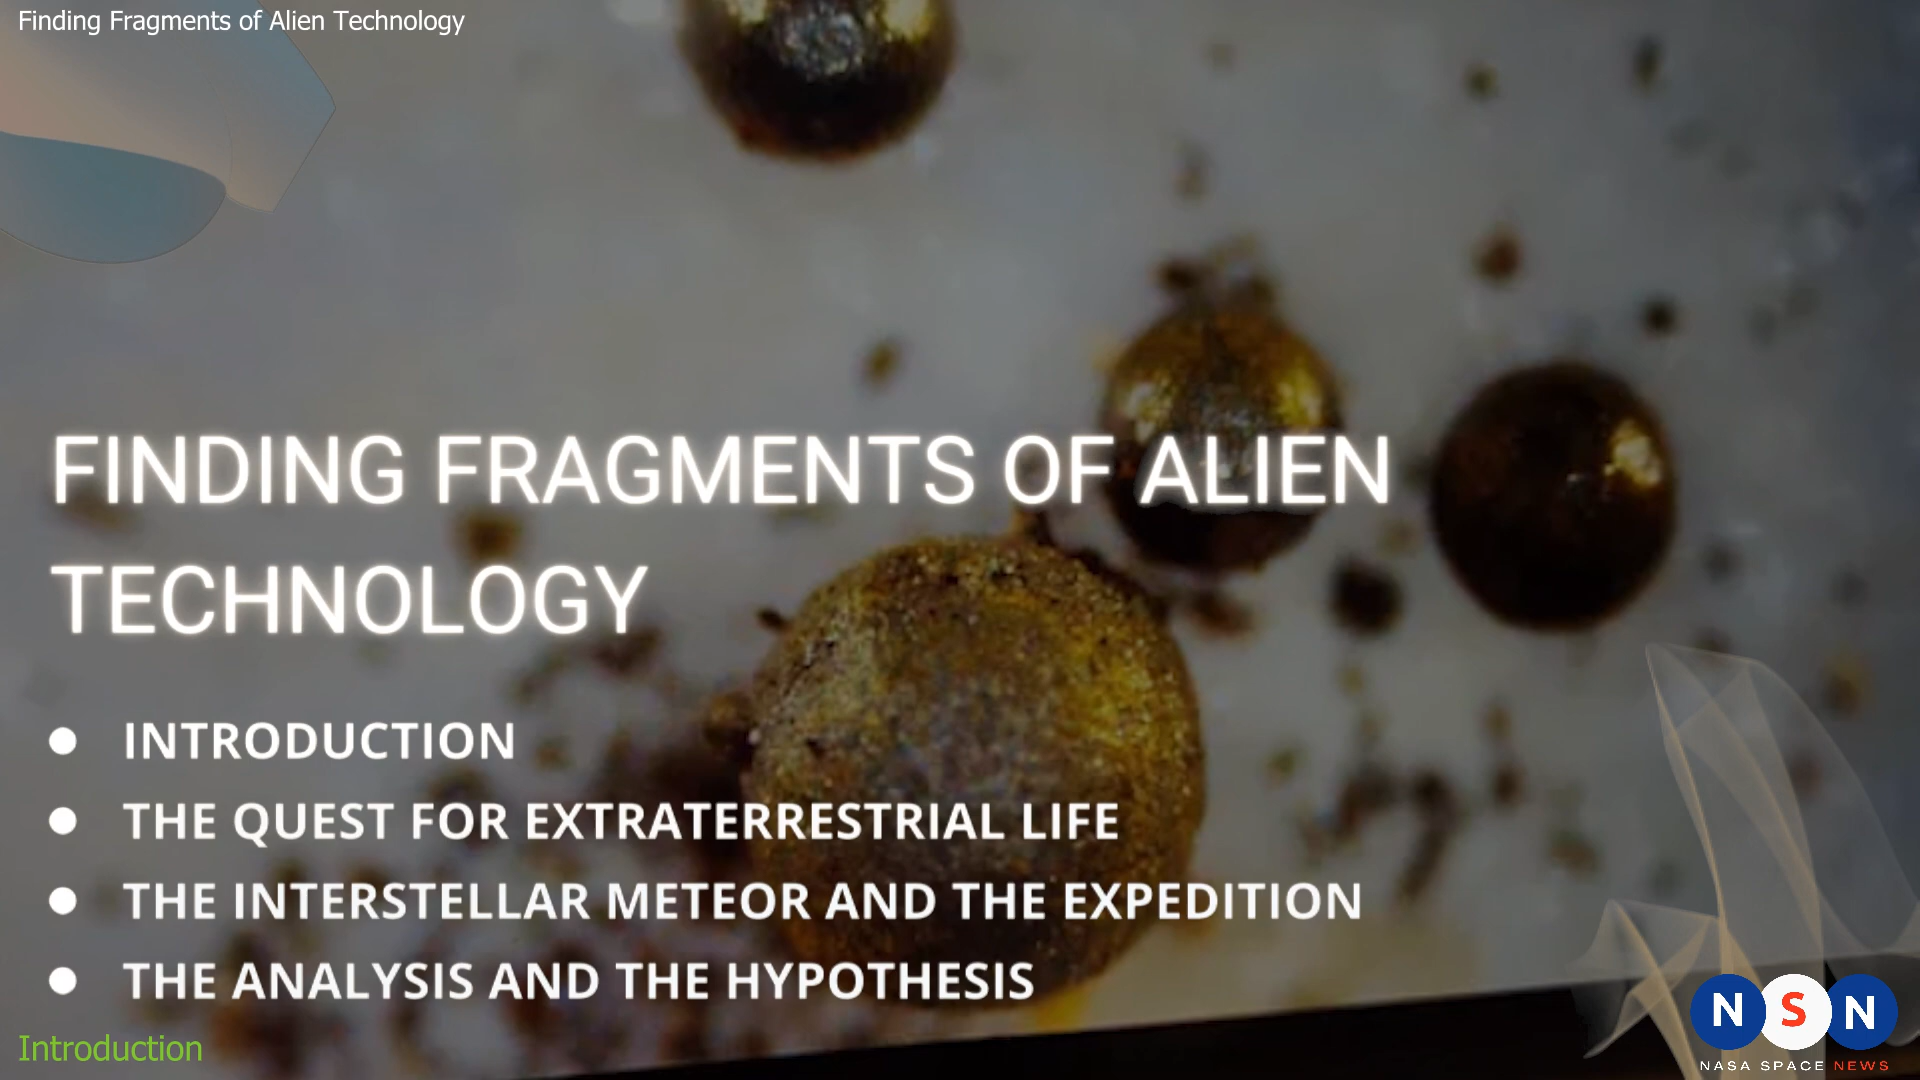 Finding Fragments of Alien Technology
FINDING FRAGMENTS OF ALIEN
TECHNOLOGY
● INTRODUCTION
● THE QUEST FOR EXTRATERRESTRIAL LIFE
● THE INTERSTELLAR METEOR AND THE EXPEDITION
● THE ANALYSIS AND THE HYPOTHESIS
Introduction
NSN
NASA SPACE NEWS